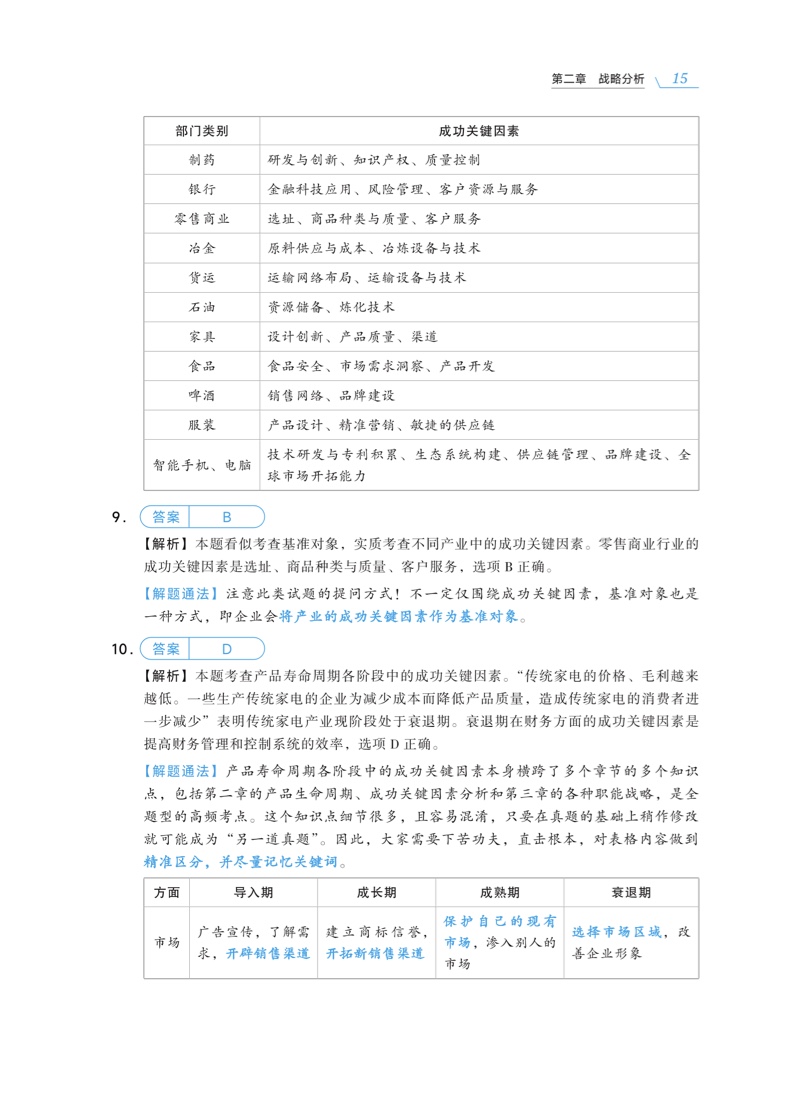 第二章 战略分析 15
部门类别 成功关键因素
制药 研发与创新、知识产权、质量控制
银行 金融科技应用、风险管理、客户资源与服务
零售商业 选址、商品种类与质量、客户服务
冶金 原料供应与成本、冶炼设备与技术
货运 运输网络布局、运输设备与技术
石油 资源储备、炼化技术
家具 设计创新、产品质量、渠道
食品 食品安全、市场需求洞察、产品开发
啤酒 销售网络、品牌建设
服装 产品设计、精准营销、敏捷的供应链
智能手机、电脑 技术研发与专利积累、生态系统构建、供应链管理、品牌建设、全
球市场开拓能力
9. 答案 B
【解析】本题看似考查基准对象，实质考查不同产业中的成功关键因素。零售商业行业的
成功关键因素是选址、商品种类与质量、客户服务，选项 B 正确。
【解题通法】注意此类试题的提问方式！不一定仅围绕成功关键因素，基准对象也是
一种方式，即企业会将产业的成功关键因素作为基准对象。
10. 答案 D
【解析】本题考查产品寿命周期各阶段中的成功关键因素。“传统家电的价格、毛利越来
越低。一些生产传统家电的企业为减少成本而降低产品质量，造成传统家电的消费者进
一步减少”表明传统家电产业现阶段处于衰退期。衰退期在财务方面的成功关键因素是
提高财务管理和控制系统的效率，选项 D 正确。
【解题通法】产品寿命周期各阶段中的成功关键因素本身横跨了多个章节的多个知识
点，包括第二章的产品生命周期、成功关键因素分析和第三章的各种职能战略，是全
题型的高频考点。这个知识点细节很多，且容易混淆，只要在真题的基础上稍作修改
就可能成为“另一道真题”。因此，大家需要下苦功夫，直击根本，对表格内容做到
精准区分，并尽量记忆关键词。
方面 导入期 成长期 成熟期 衰退期
市场 广告宣传，了解需 建立商标信誉， 保护自己的现有 选择市场区域，改
求，开辟销售渠道 开拓新销售渠道 市场，渗入别人的 善企业形象
市场